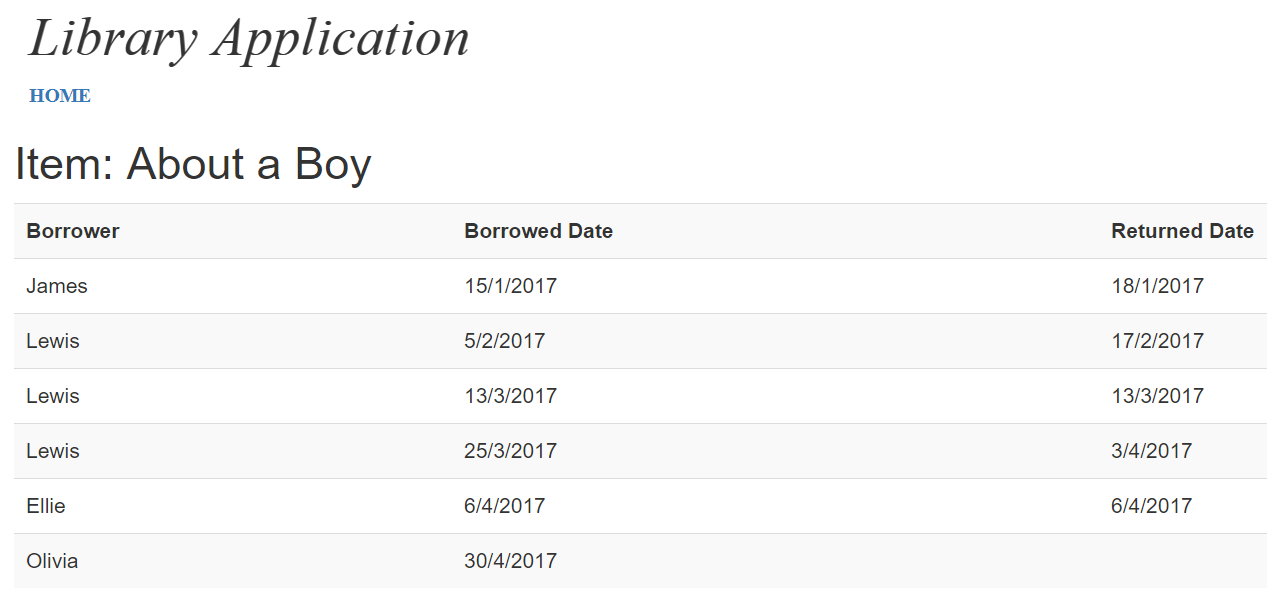 Library Application
HOME
Item: About a Boy
Borrower Borrowed Date Returned Date
James 15/1/2017 18/1/2017
Lewis 5/2/2017 17/2/2017
Lewis 13/3/2017 13/3/2017
Lewis 25/3/2017 3/4/2017
Ellie 6/4/2017 6/4/2017
Olivia 30/4/2017